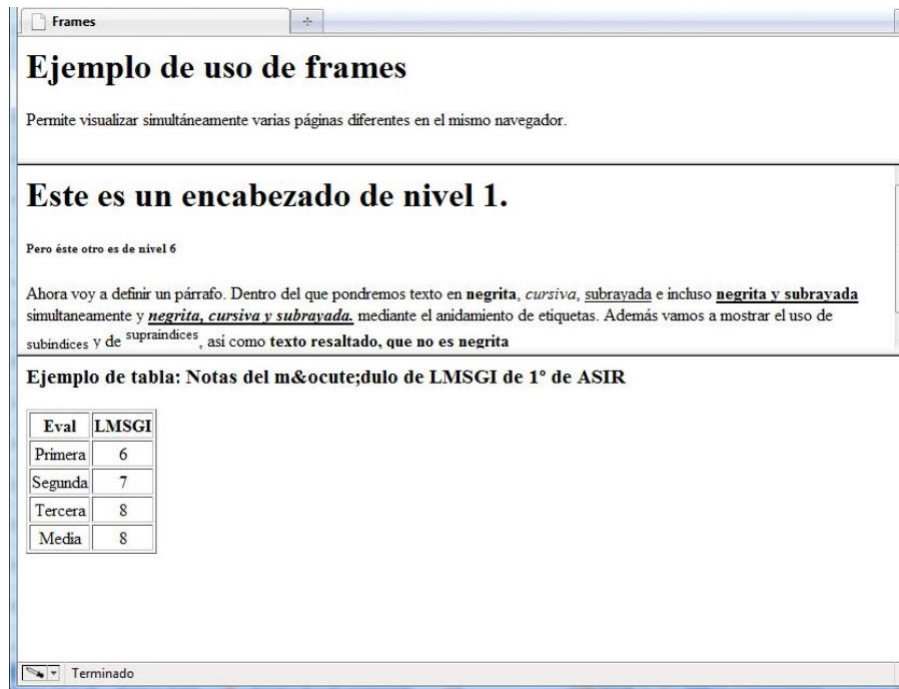 Frames
Ejemplo de uso de frames
Permite visualizar simultáneamente varias páginas diferentes en el mismo navegador.
Este es un encabezado de nivel 1.
Pero éste otro es de nivel 6
Ahora voy a definir un párrafo. Dentro del que pondremos texto en negrita, cursiva, subrayada e incluso negrita y subrayada
simultaneamente y negrita, cursiva y subrayada. mediante el anidamiento de etiquetas. Además vamos a mostrar el uso de
subindices y de supraindices, así como texto resaltado, que no es negrita
Ejemplo de tabla: Notas del m&ocute;dulo de LMSGI de 1º de ASIR
Eval LMSGI
Primera 6
Segunda 7
Tercera 8
Media 8
Terminado